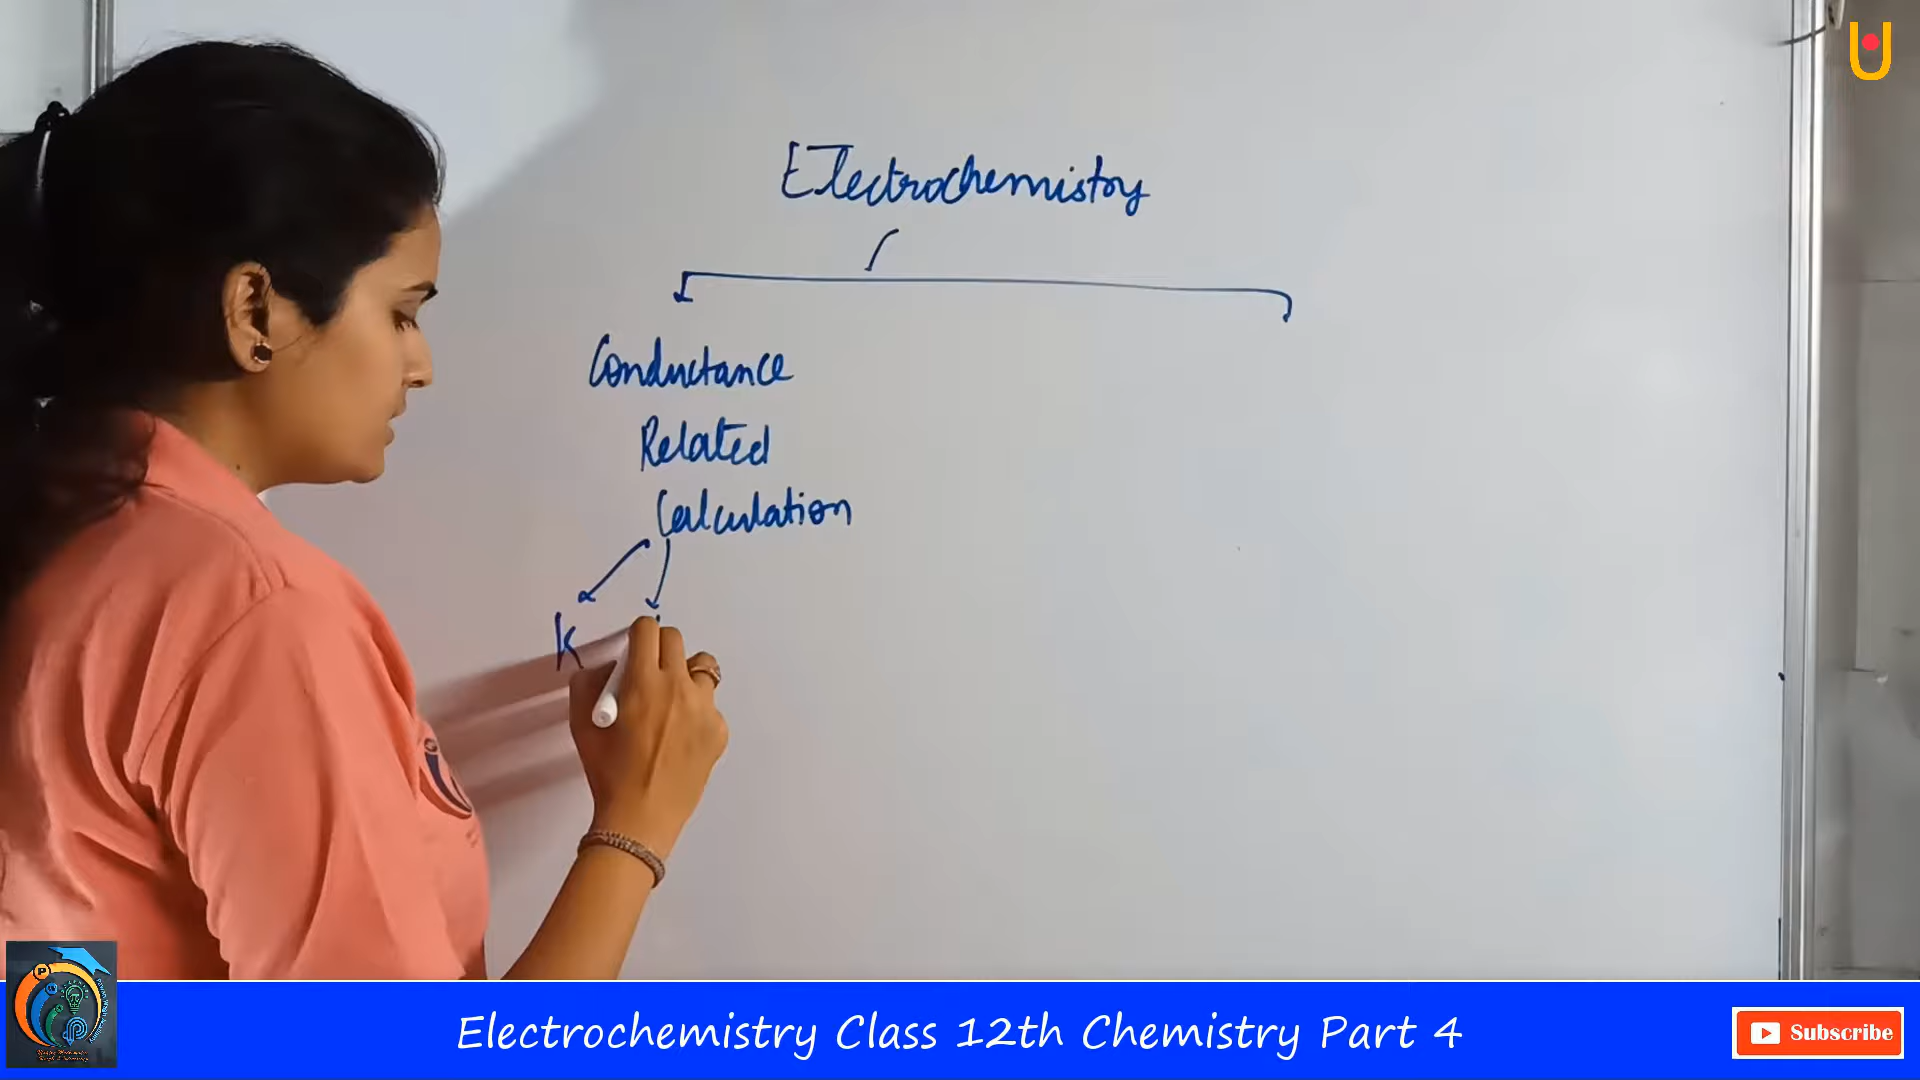 Electrochemistry
Conductance
Related
Calculation
K
Electrochemistry Class 12th Chemistry Part 4
Subscribe